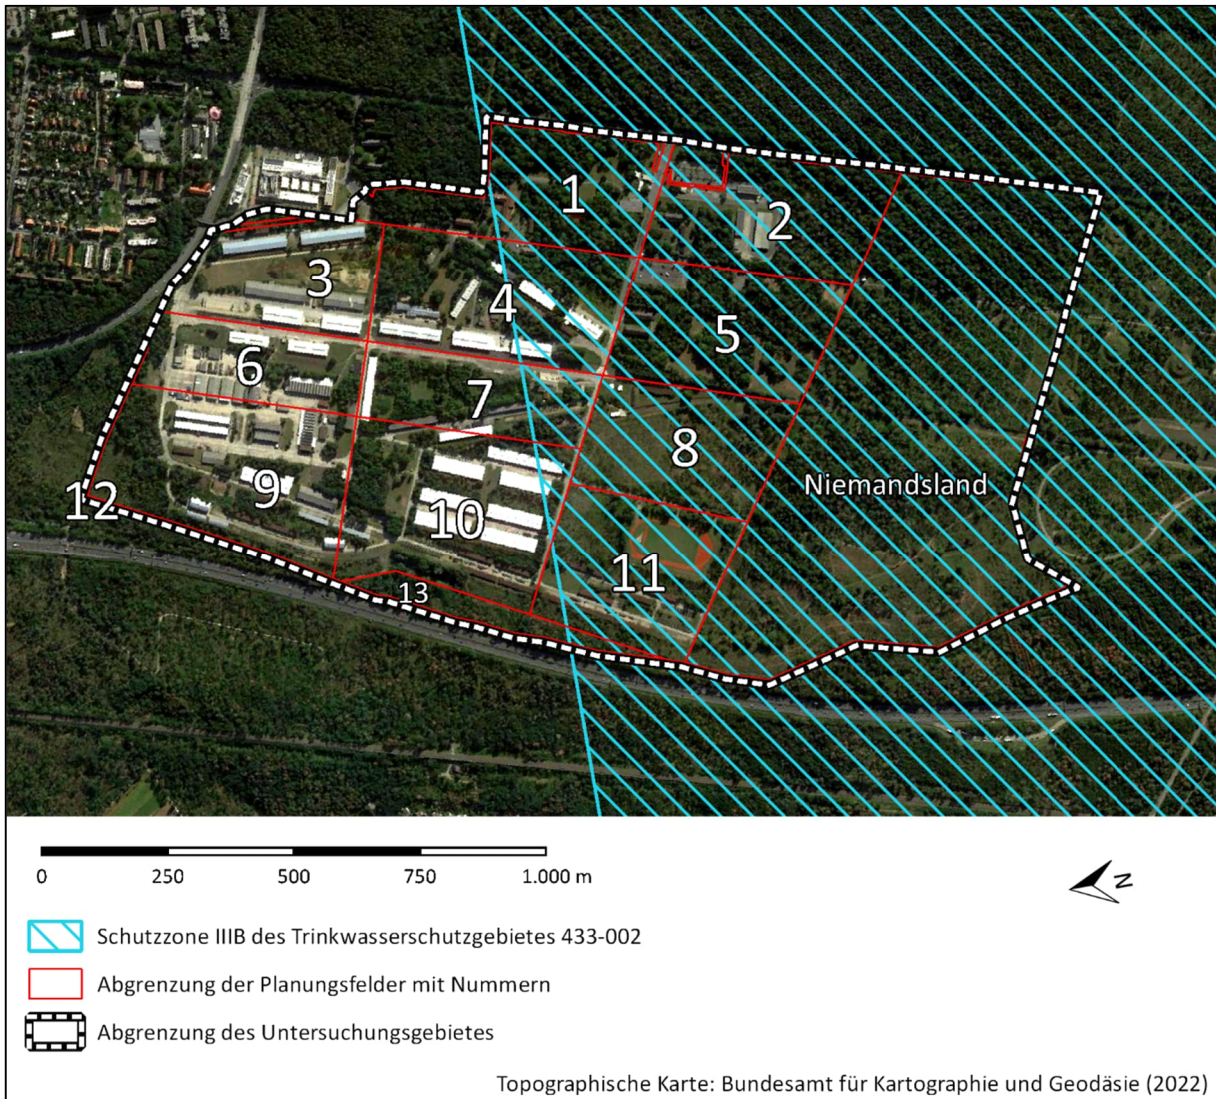 1
2
3
4
5
6
7
8
Niemandsland
9
12
10
11
13
0 250 500 750 1.000 m
N
Schutzzone IIIB des Trinkwasserschutzgebietes 433-002
Abgrenzung der Planungsfelder mit Nummern
Abgrenzung des Untersuchungsgebietes
Topographische Karte: Bundesamt für Kartographie und Geodäsie (2022)